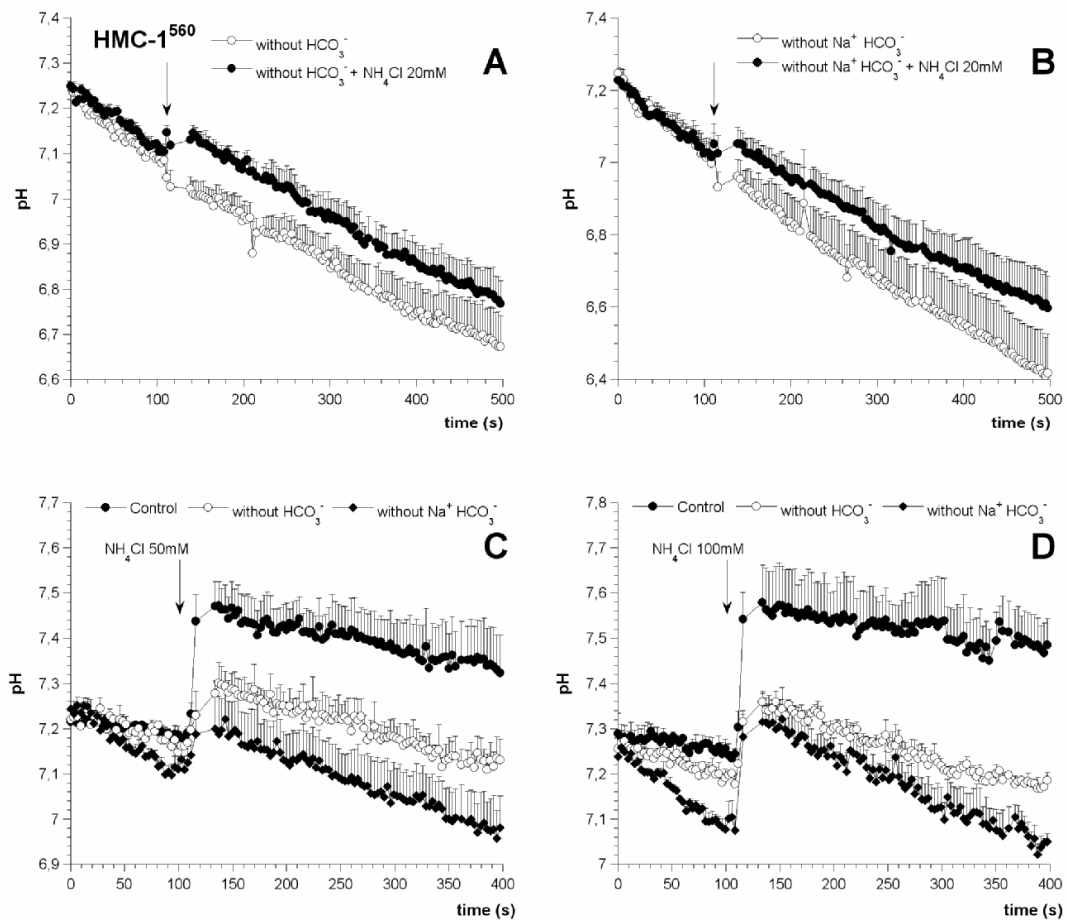 HMC-1^560
without HCO3-
without HCO3- + NH4Cl 20mM
A
7,4
7,3
7,2
7,1
7
6,9
6,8
6,7
6,6
pH
0 100 200 300 400 500
time (s)
without Na+ HCO3-
without Na+ HCO3- + NH4Cl 20mM
B
7,4
7,2
7
6,8
6,6
6,4
pH
0 100 200 300 400 500
time (s)
Control without HCO3- without Na+ HCO3-
NH4Cl 50mM
C
7,7
7,6
7,5
7,4
7,3
7,2
7,1
7
6,9
pH
0 50 100 150 200 250 300 350 400
time (s)
Control without HCO3- without Na+ HCO3-
NH4Cl 100mM
D
7,8
7,7
7,6
7,5
7,4
7,3
7,2
7,1
7
pH
0 50 100 150 200 250 300 350 400
time (s)